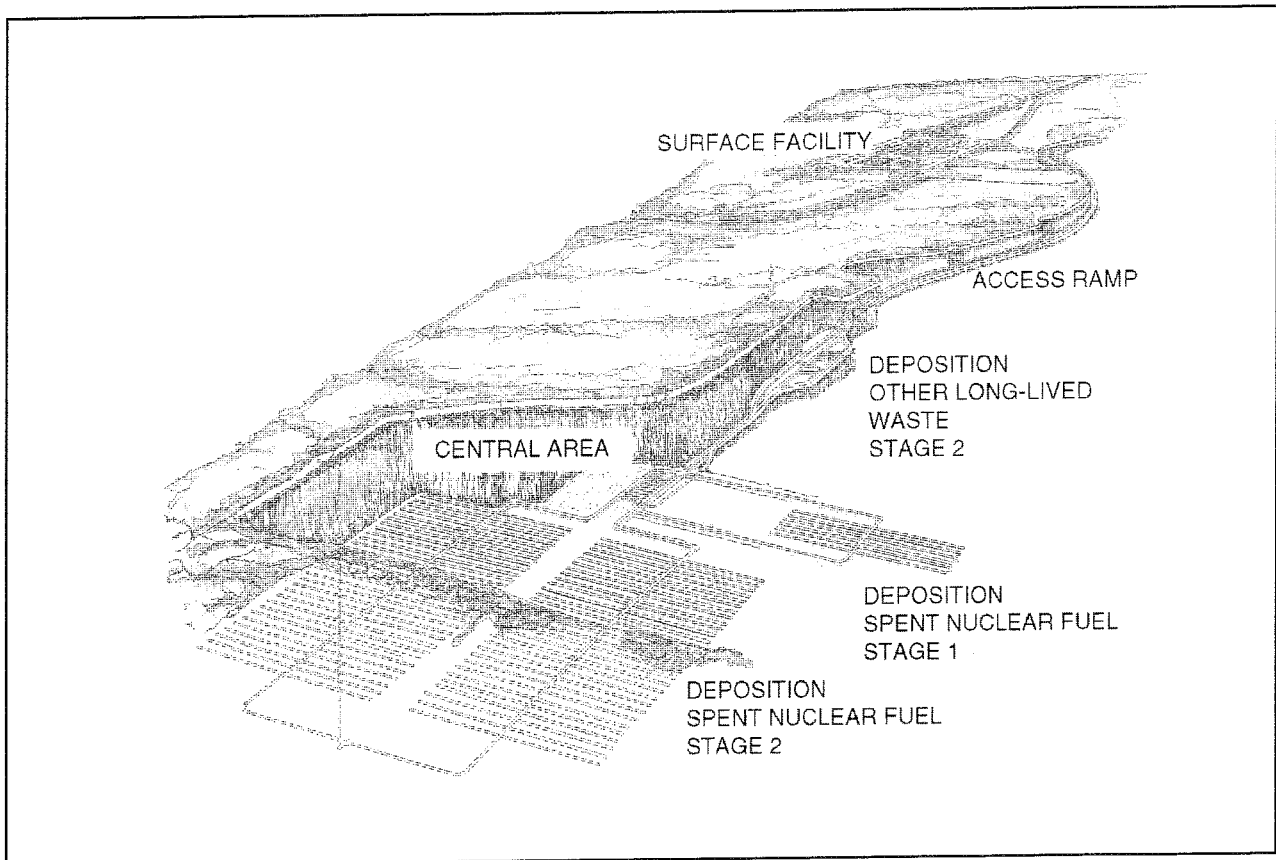 SURFACE FACILITY
ACCESS RAMP
DEPOSITION
OTHER LONG-LIVED
WASTE
STAGE 2
CENTRAL AREA
DEPOSITION
SPENT NUCLEAR FUEL
STAGE 1
DEPOSITION
SPENT NUCLEAR FUEL
STAGE 2